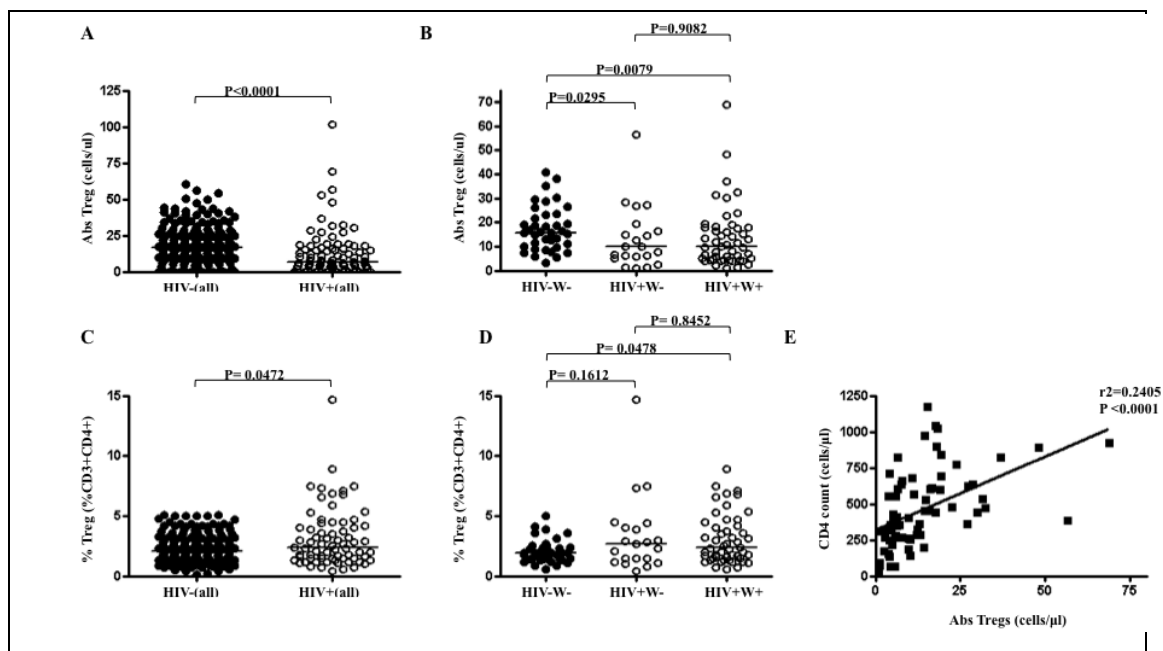 A
P<0.0001
Abs Treg (cells/ul)
125
100
75
50
25
0
HIV-(all)
HIV+(all)
B
P=0.9082
P=0.0079
P=0.0295
Abs Treg (cells/ul)
70
60
50
40
30
20
10
0
HIV-W-
HIV+W-
HIV+W+
C
P= 0.0472
% Treg (%CD3+CD4+)
15
10
5
0
HIV-(all)
HIV+(all)
D
P= 0.8452
P= 0.0478
P= 0.1612
% Treg (%CD3+CD4+)
15
10
5
0
HIV-W-
HIV+W-
HIV+W+
E
r2=0.2405
P <0.0001
CD4 count (cells/µl)
1250
1000
750
500
250
0
0
25
50
75
Abs Tregs (cells/µl)